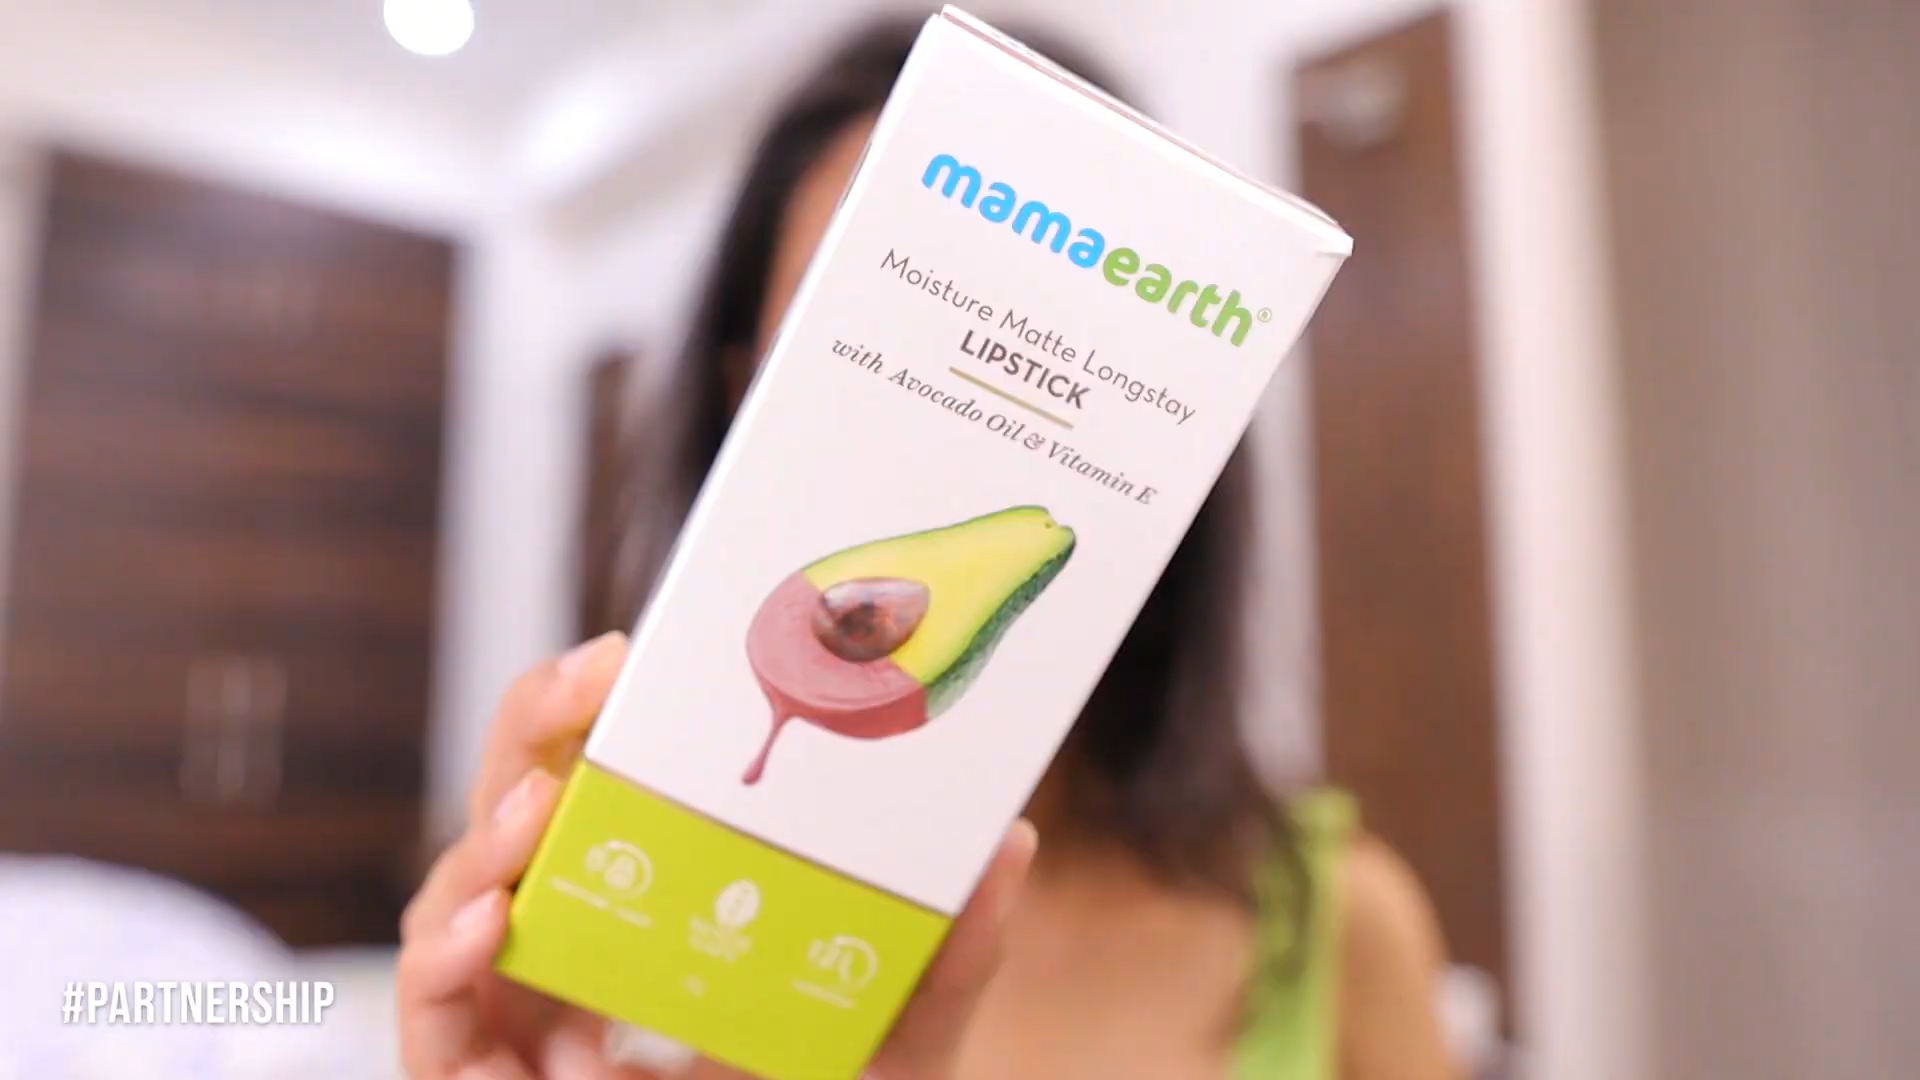 mamaearth®
Moisture Matte Longstay
LIPSTICK
with Avocado Oil & Vitamin E
#PARTNERSHIP